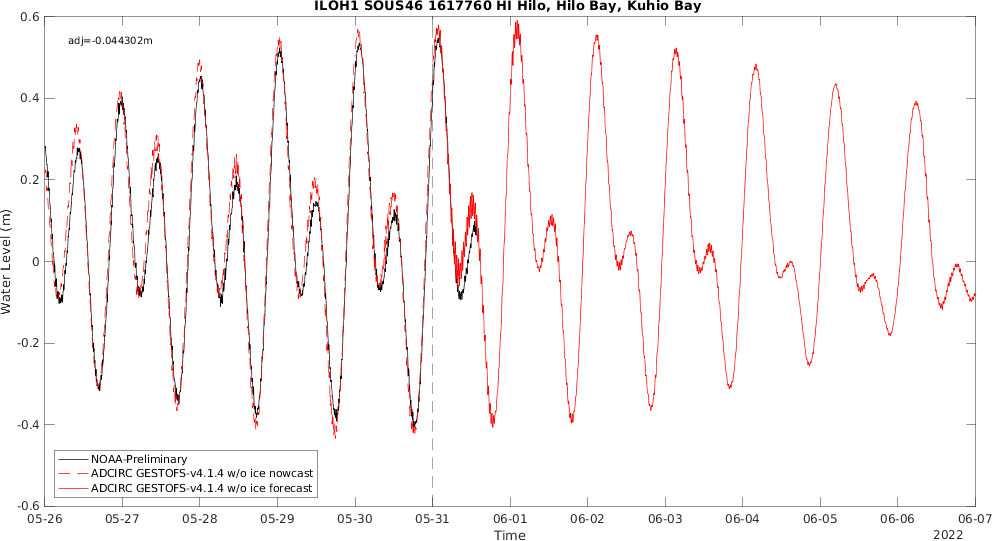 ILOH1 SOUS46 1617760 HI Hilo, Hilo Bay, Kuhio Bay
adj=-0.044302m
0.6
0.4
0.2
0
-0.2
-0.4
-0.6
Water Level (m)
NOAA-Preliminary
ADCIRC GESTOFS-v4.1.4 w/o ice nowcast
ADCIRC GESTOFS-v4.1.4 w/o ice forecast
05-26 05-27 05-28 05-29 05-30 05-31 06-01 06-02 06-03 06-04 06-05 06-06 06-07
Time
2022